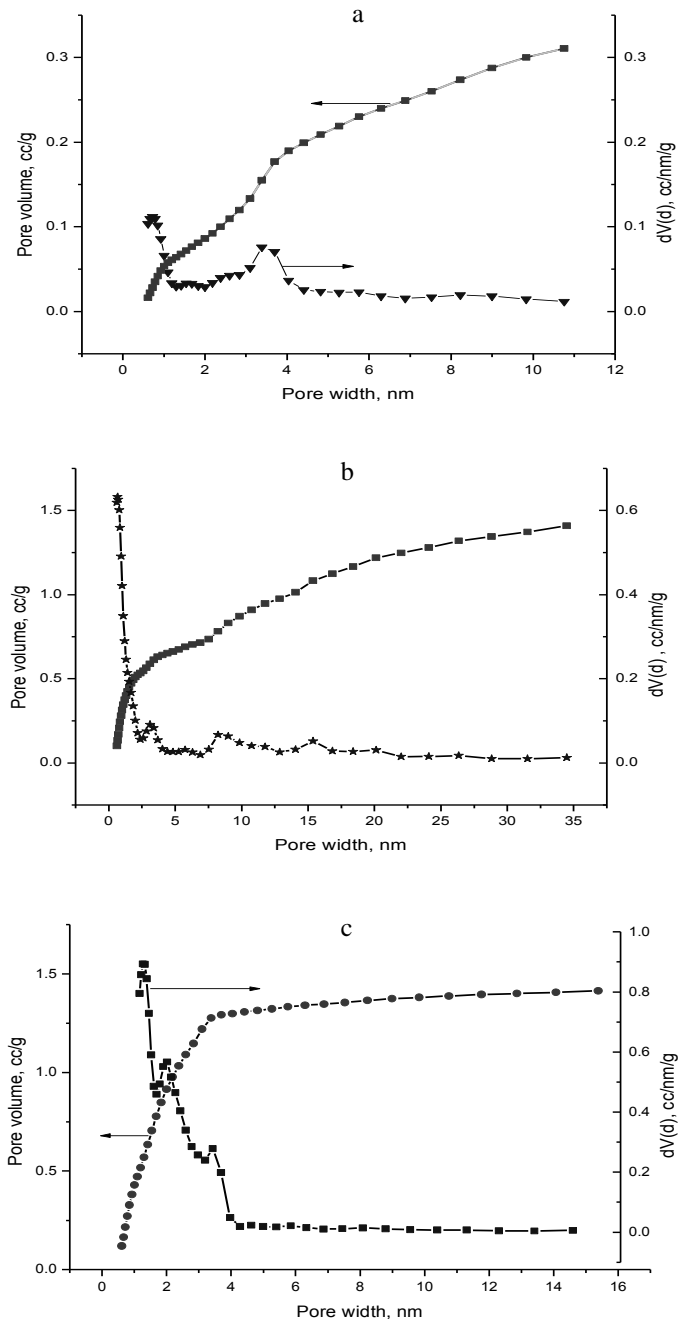 a
0.3
0.2
0.1
0.0
Pore volume, cc/g
0.3
0.2
0.1
0.0
dV(d), cc/nm/g
0 2 4 6 8 10 12
Pore width, nm
b
1.5
1.0
0.5
0.0
Pore volume, cc/g
0.6
0.4
0.2
0.0
dV(d) , cc/nm/g
0 5 10 15 20 25 30 35
Pore width, nm
c
1.5
1.0
0.5
0.0
Pore volume, cc/g
1.0
0.8
0.6
0.4
0.2
0.0
dV(d), cc/nm/g
0 2 4 6 8 10 12 14 16
Pore width, nm